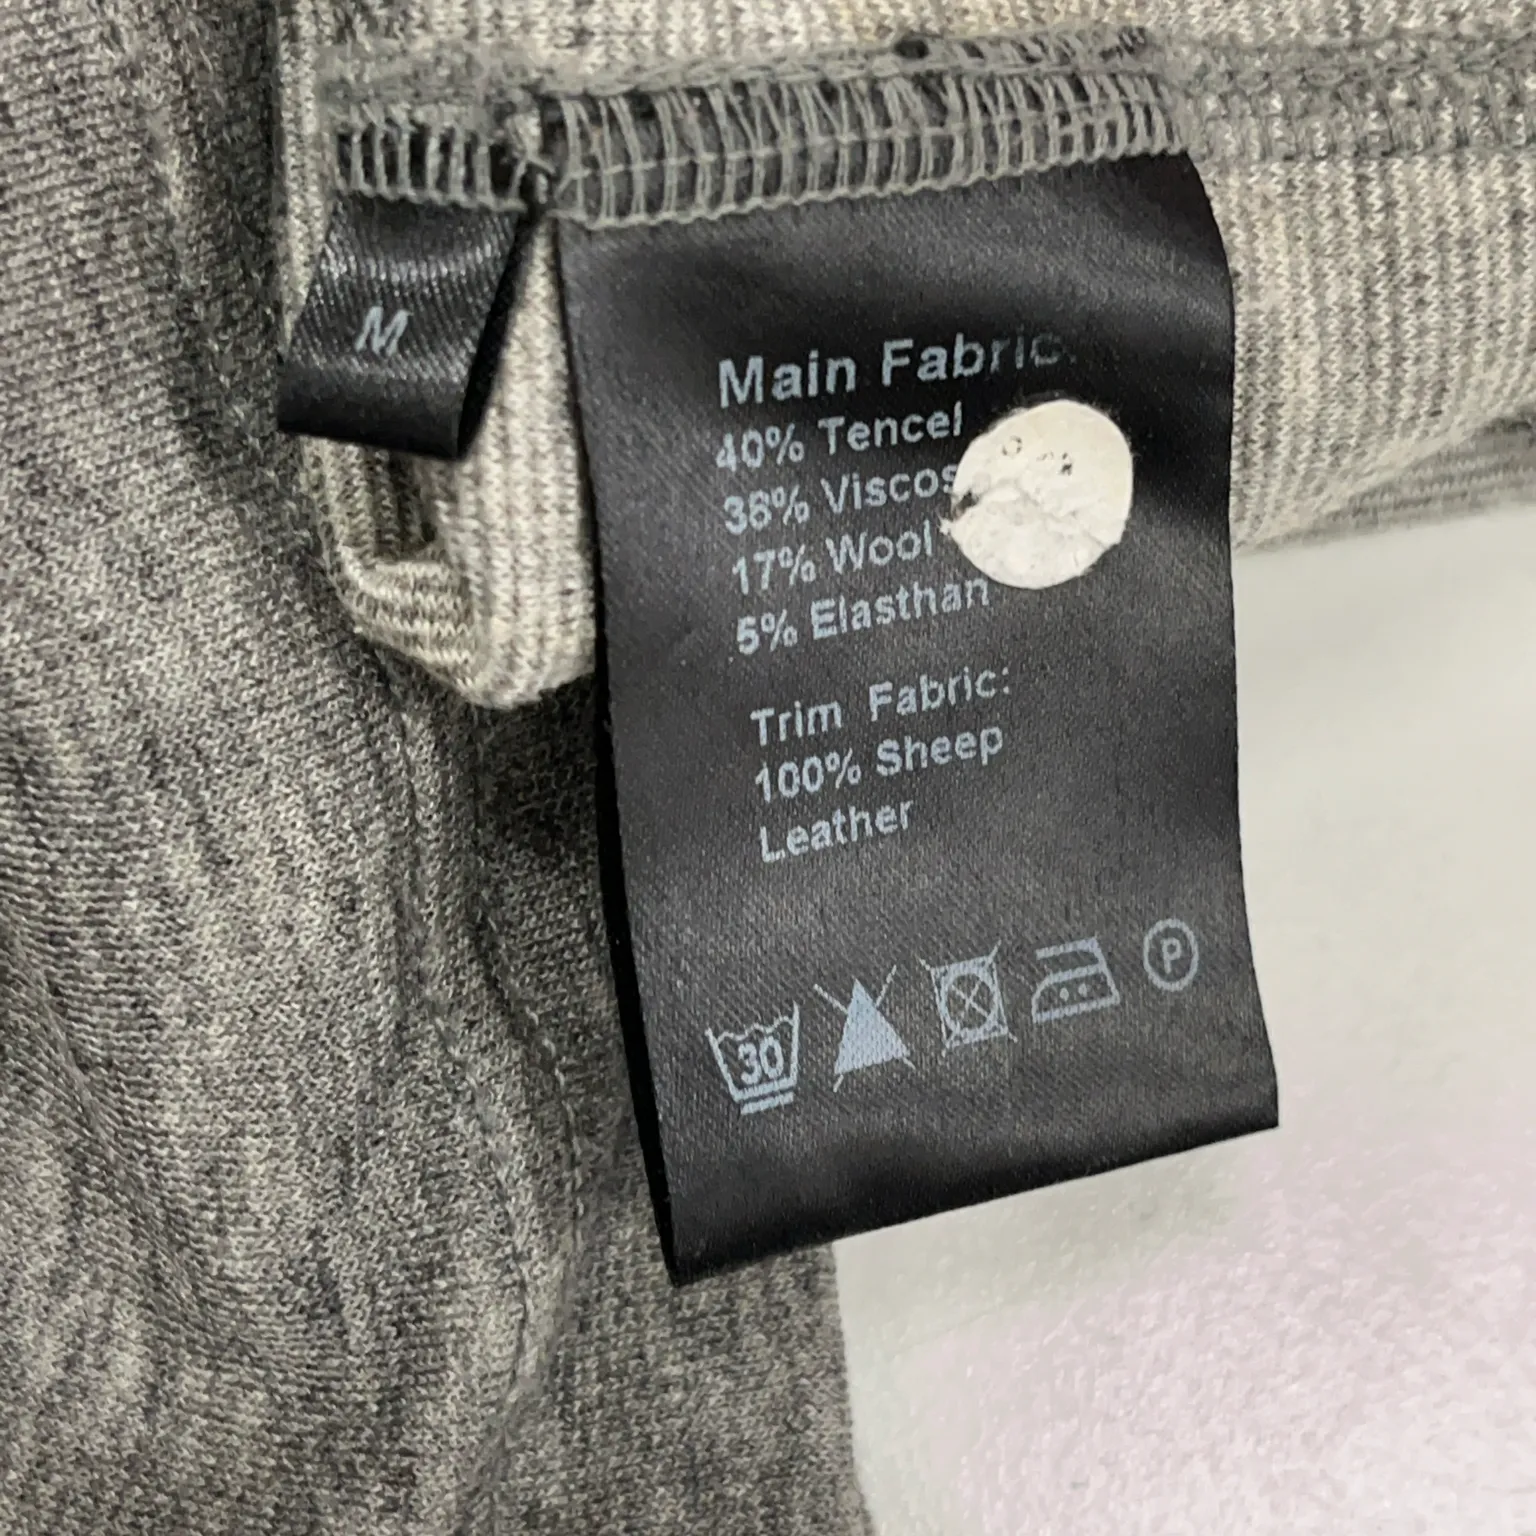 M
Main Fabric:
40% Tencel
38% Viscos
17% Wool
5% Elasthan
Trim Fabric:
100% Sheep
Leather
30
P